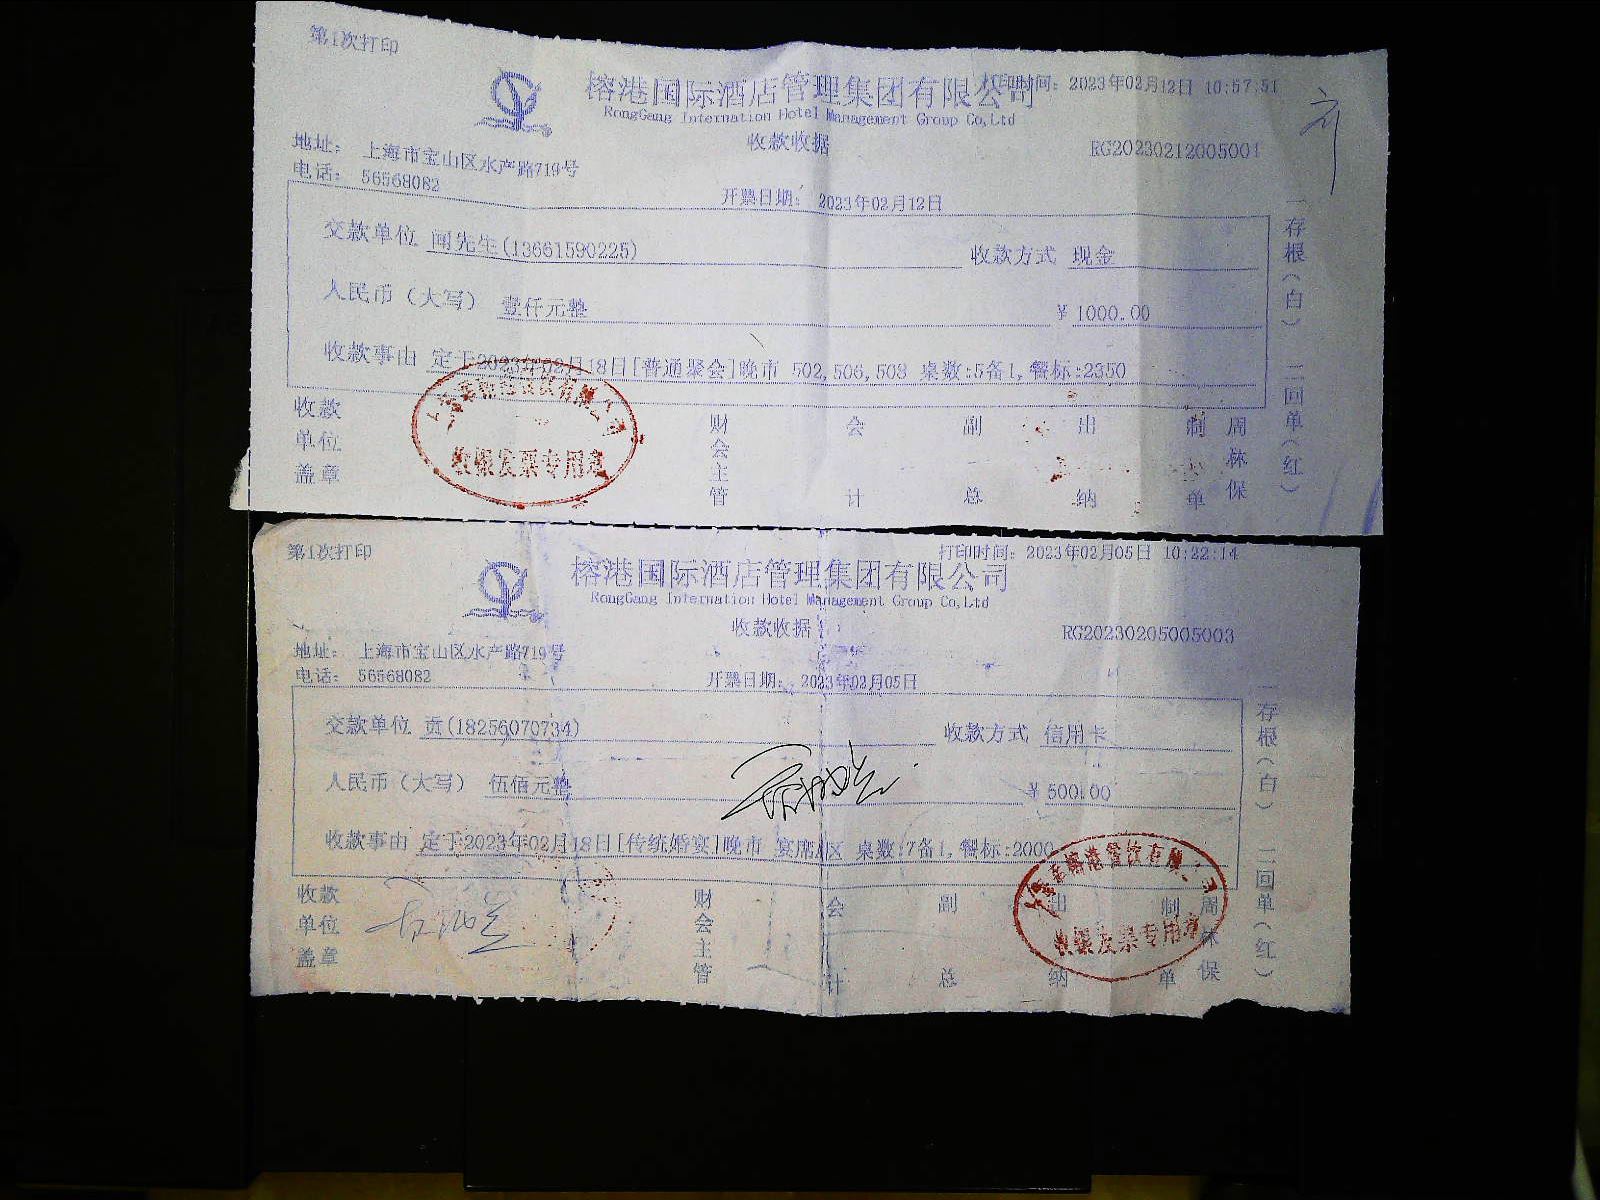 第1次打印
打印时间：2023年02月12日 10:57:51
榕港国际酒店管理集团有限公司
RongGang Internation Hotel Management Group Co,Ltd
收款收据
RG20230212005001
地址： 上海市宝山区水产路719号
电话： 56568082
开票日期： 2023年02月12日
交款单位 闻先生(13661590225) 收款方式 现金
人民币（大写） 壹仟元整 ￥1000.00
收款事由 定于2023年02月18日[普通聚会]晚市 502,506,508 桌数:5备1,餐标:2350
收款单位盖章 财会主管 会计 副总 出纳 制单 周林保
一存根(白) 二回单(红)
收银发票专用章
第1次打印
打印时间：2023年02月05日 10:22:14
榕港国际酒店管理集团有限公司
RongGang Internation Hotel Management Group Co,Ltd
收款收据
RG20230205005003
地址： 上海市宝山区水产路719号
电话： 56568082
开票日期： 2023年02月05日
交款单位 贡(18256070734) 收款方式 信用卡
人民币（大写） 伍佰元整 ￥500.00
收款事由 定于2023年02月18日[传统婚宴]晚市 宴席A区 桌数:7备1,餐标:2000
收款单位盖章 财会主管 会计 副总 出纳 制单 周林保
一存根(白) 二回单(红)
收银发票专用章